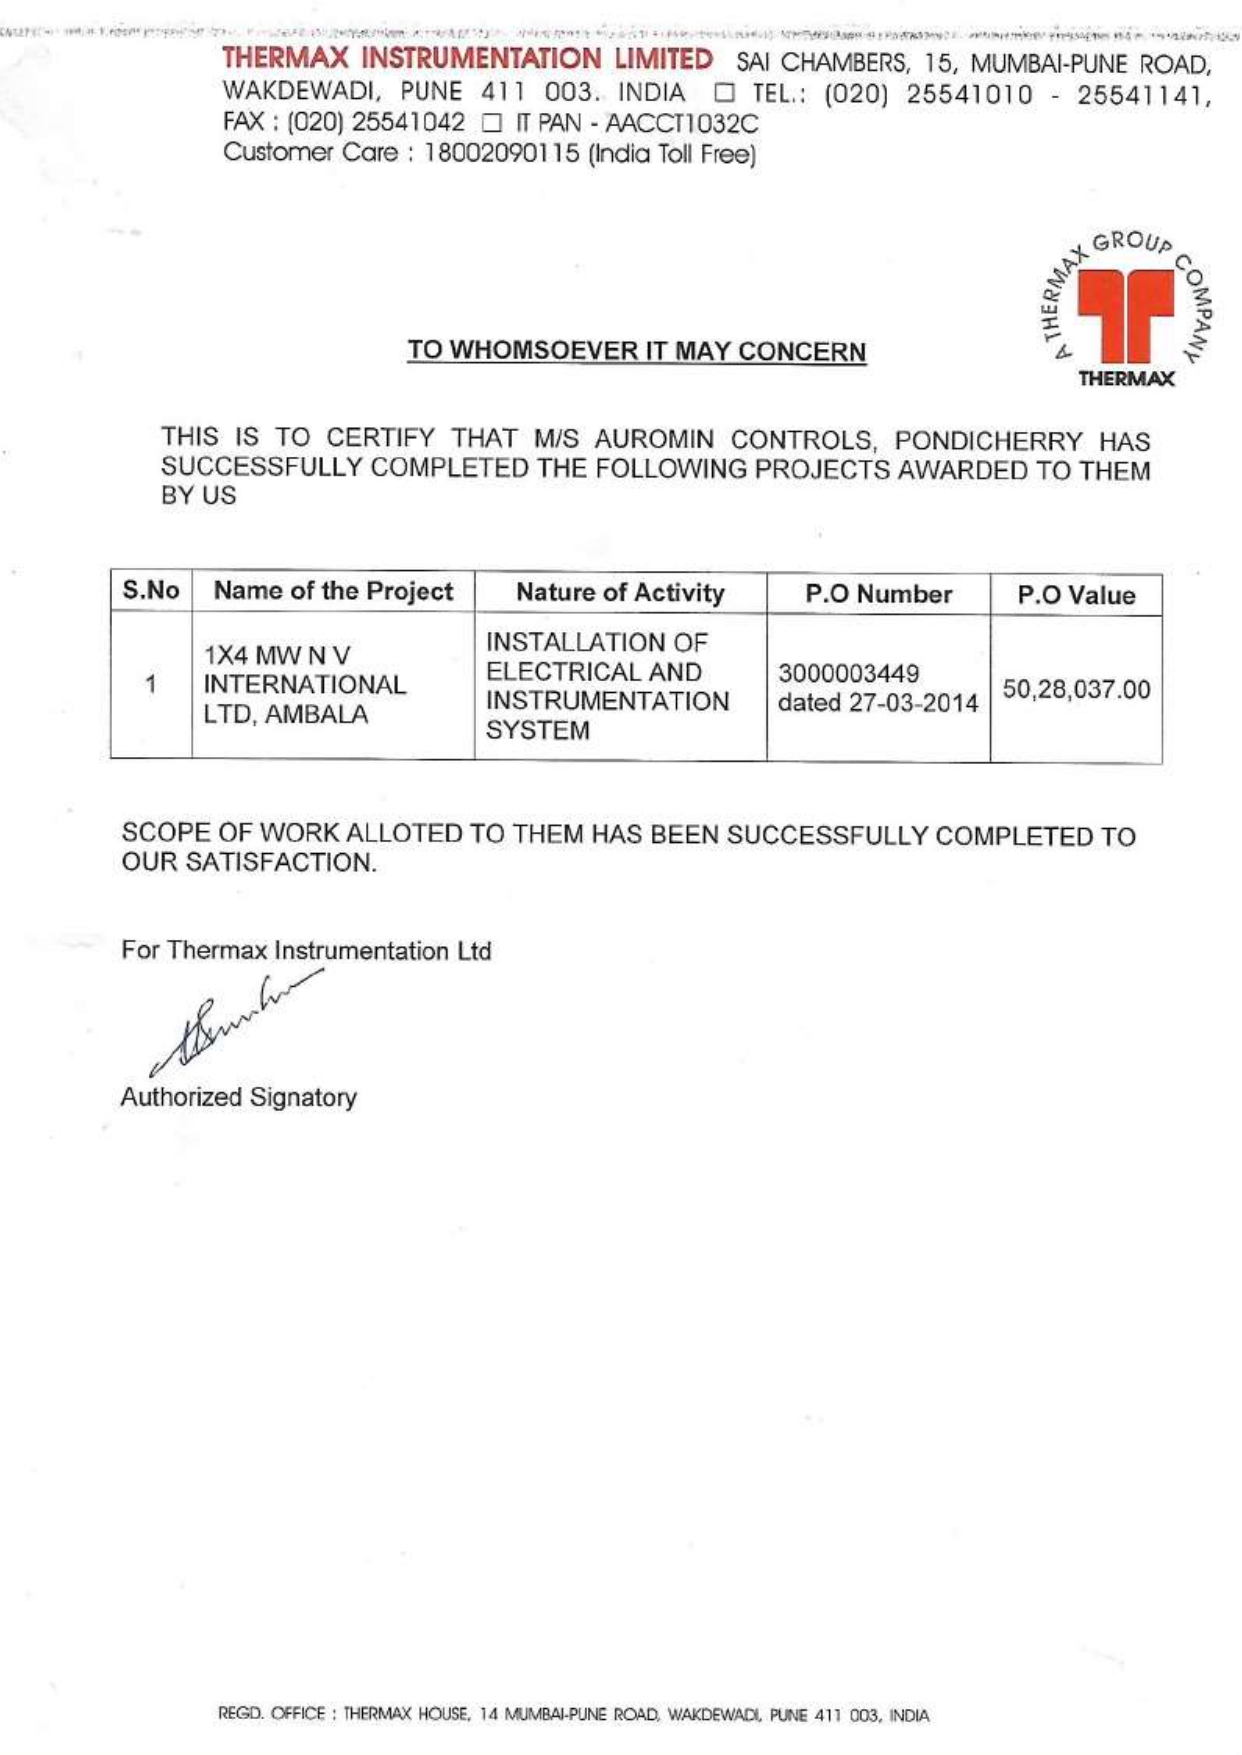 THERMAX INSTRUMENTATION LIMITED SAI CHAMBERS, 15, MUMBAI-PUNE ROAD,
WAKDEWADI, PUNE 411 003. INDIA □ TEL.: (020) 25541010 - 25541141,
FAX : (020) 25541042 □ IT PAN - AACCT1032C
Customer Care : 18002090115 (India Toll Free)
A THERMAX GROUP COMPANY
THERMAX
TO WHOMSOEVER IT MAY CONCERN
THIS IS TO CERTIFY THAT M/S AUROMIN CONTROLS, PONDICHERRY HAS
SUCCESSFULLY COMPLETED THE FOLLOWING PROJECTS AWARDED TO THEM
BY US
S.No Name of the Project Nature of Activity P.O Number P.O Value
1
1X4 MW N V
INTERNATIONAL
LTD, AMBALA
INSTALLATION OF
ELECTRICAL AND
INSTRUMENTATION
SYSTEM
3000003449
dated 27-03-2014
50,28,037.00
SCOPE OF WORK ALLOTED TO THEM HAS BEEN SUCCESSFULLY COMPLETED TO
OUR SATISFACTION.
For Thermax Instrumentation Ltd
Authorized Signatory
REGD. OFFICE : THERMAX HOUSE, 14 MUMBAI-PUNE ROAD, WAKDEWADI, PUNE 411 003, INDIA